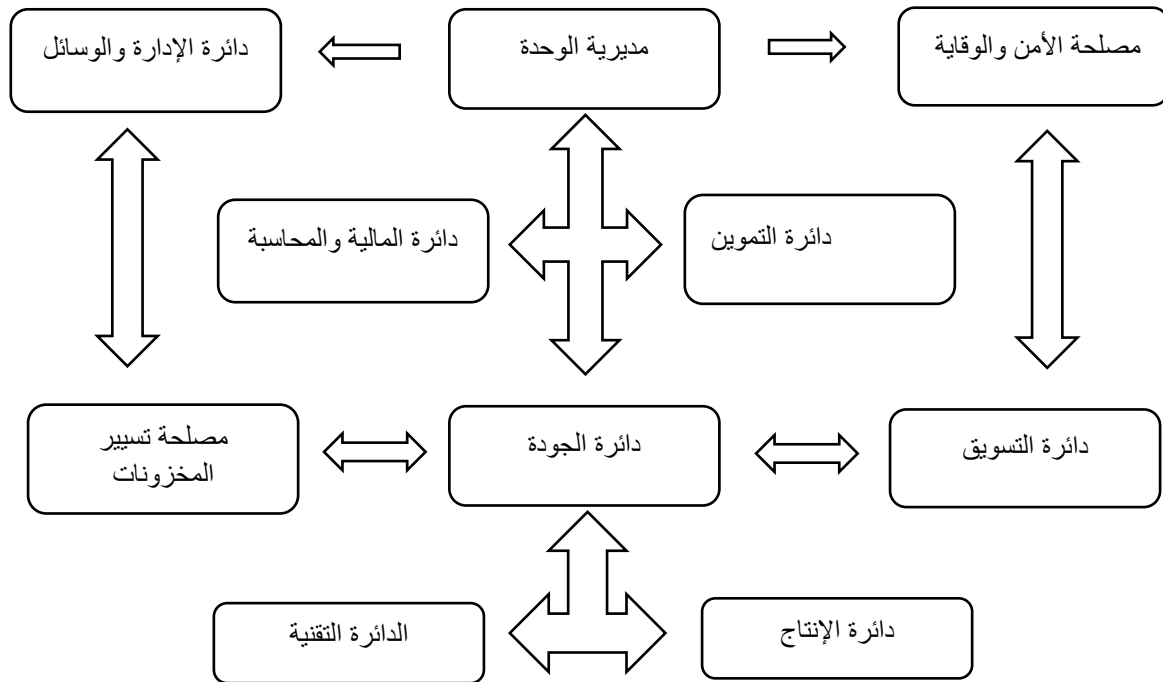 مصلحة الأمن والوقاية
مديرية الوحدة
دائرة الإدارة والوسائل
دائرة التموين
دائرة المالية والمحاسبة
دائرة التسويق
دائرة الجودة
مصلحة تسيير
المخزونات
دائرة الإنتاج
الدائرة التقنية